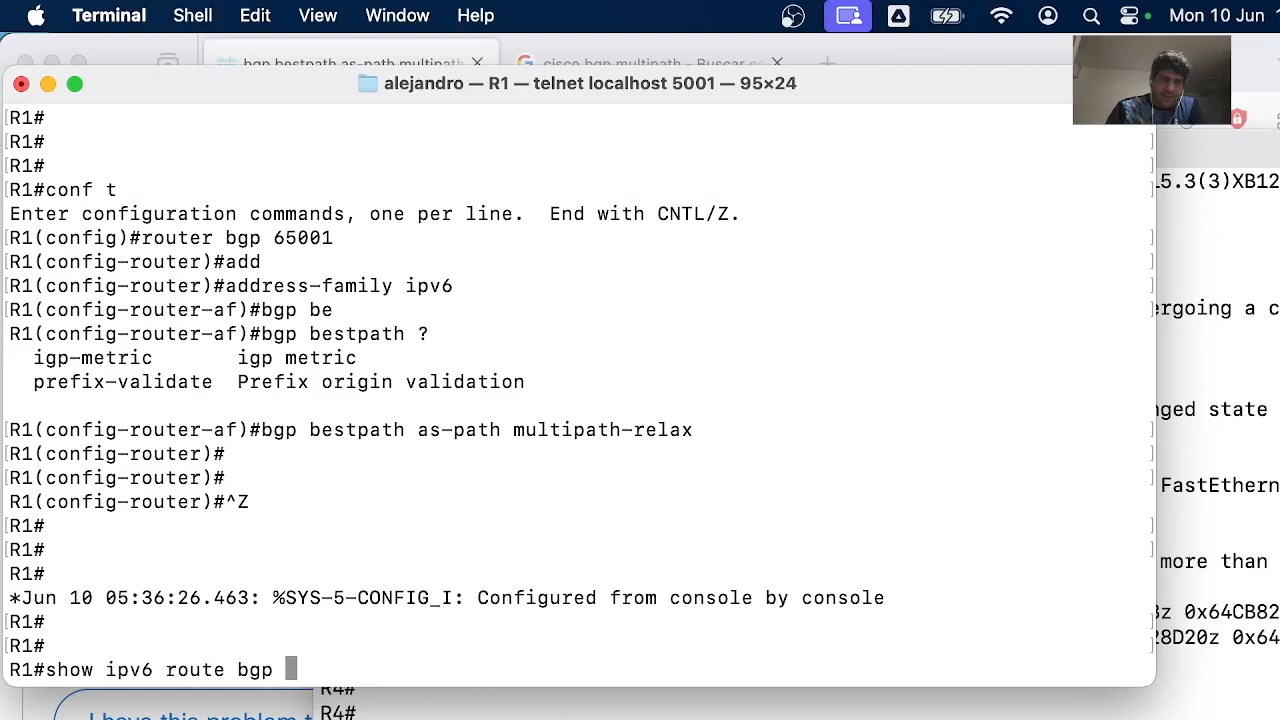 Terminal Shell Edit View Window Help Mon 10 Jun
bgp bestpath as-path multipath cisco bgp multipath - Buscar
alejandro — R1 — telnet localhost 5001 — 95×24
R1#
R1#
R1#
R1#conf t
Enter configuration commands, one per line.  End with CNTL/Z.
R1(config)#router bgp 65001
R1(config-router)#add
R1(config-router)#address-family ipv6
R1(config-router-af)#bgp be
R1(config-router-af)#bgp bestpath ?
igp-metric       igp metric
prefix-validate  Prefix origin validation
R1(config-router-af)#bgp bestpath as-path multipath-relax
R1(config-router)#
R1(config-router)#
R1(config-router)#^Z
R1#
R1#
R1#
*Jun 10 05:36:26.463: %SYS-5-CONFIG_I: Configured from console by console
R1#
R1#
R1#show ipv6 route bgp
15.3(3)XB12
ergoing a c
nged state
FastEthern
more than
z 0x64CB82
28D20z 0x64
I have this problem t
R4#
R4#